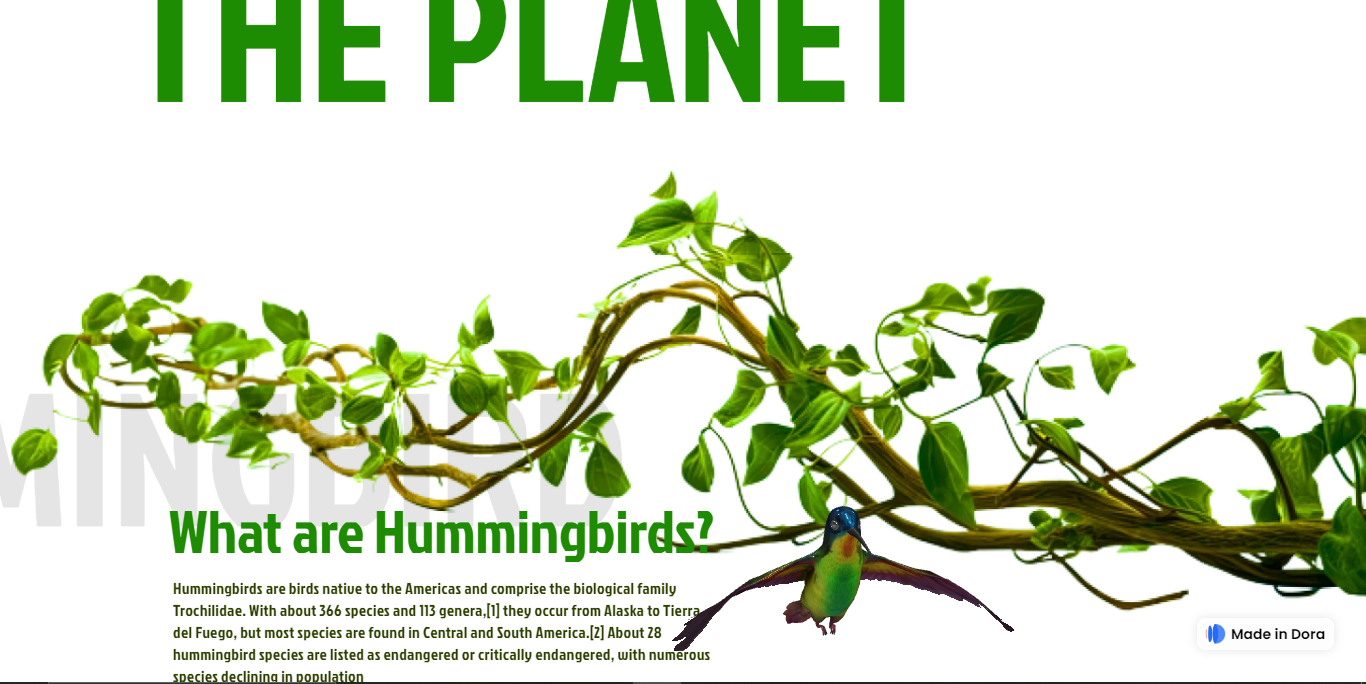 THE PLANET
MINGBIRD
What are Hummingbirds?
Hummingbirds are birds native to the Americas and comprise the biological family
Trochilidae. With about 366 species and 113 genera,[1] they occur from Alaska to Tierra
del Fuego, but most species are found in Central and South America.[2] About 28
hummingbird species are listed as endangered or critically endangered, with numerous
species declining in population
Made in Dora